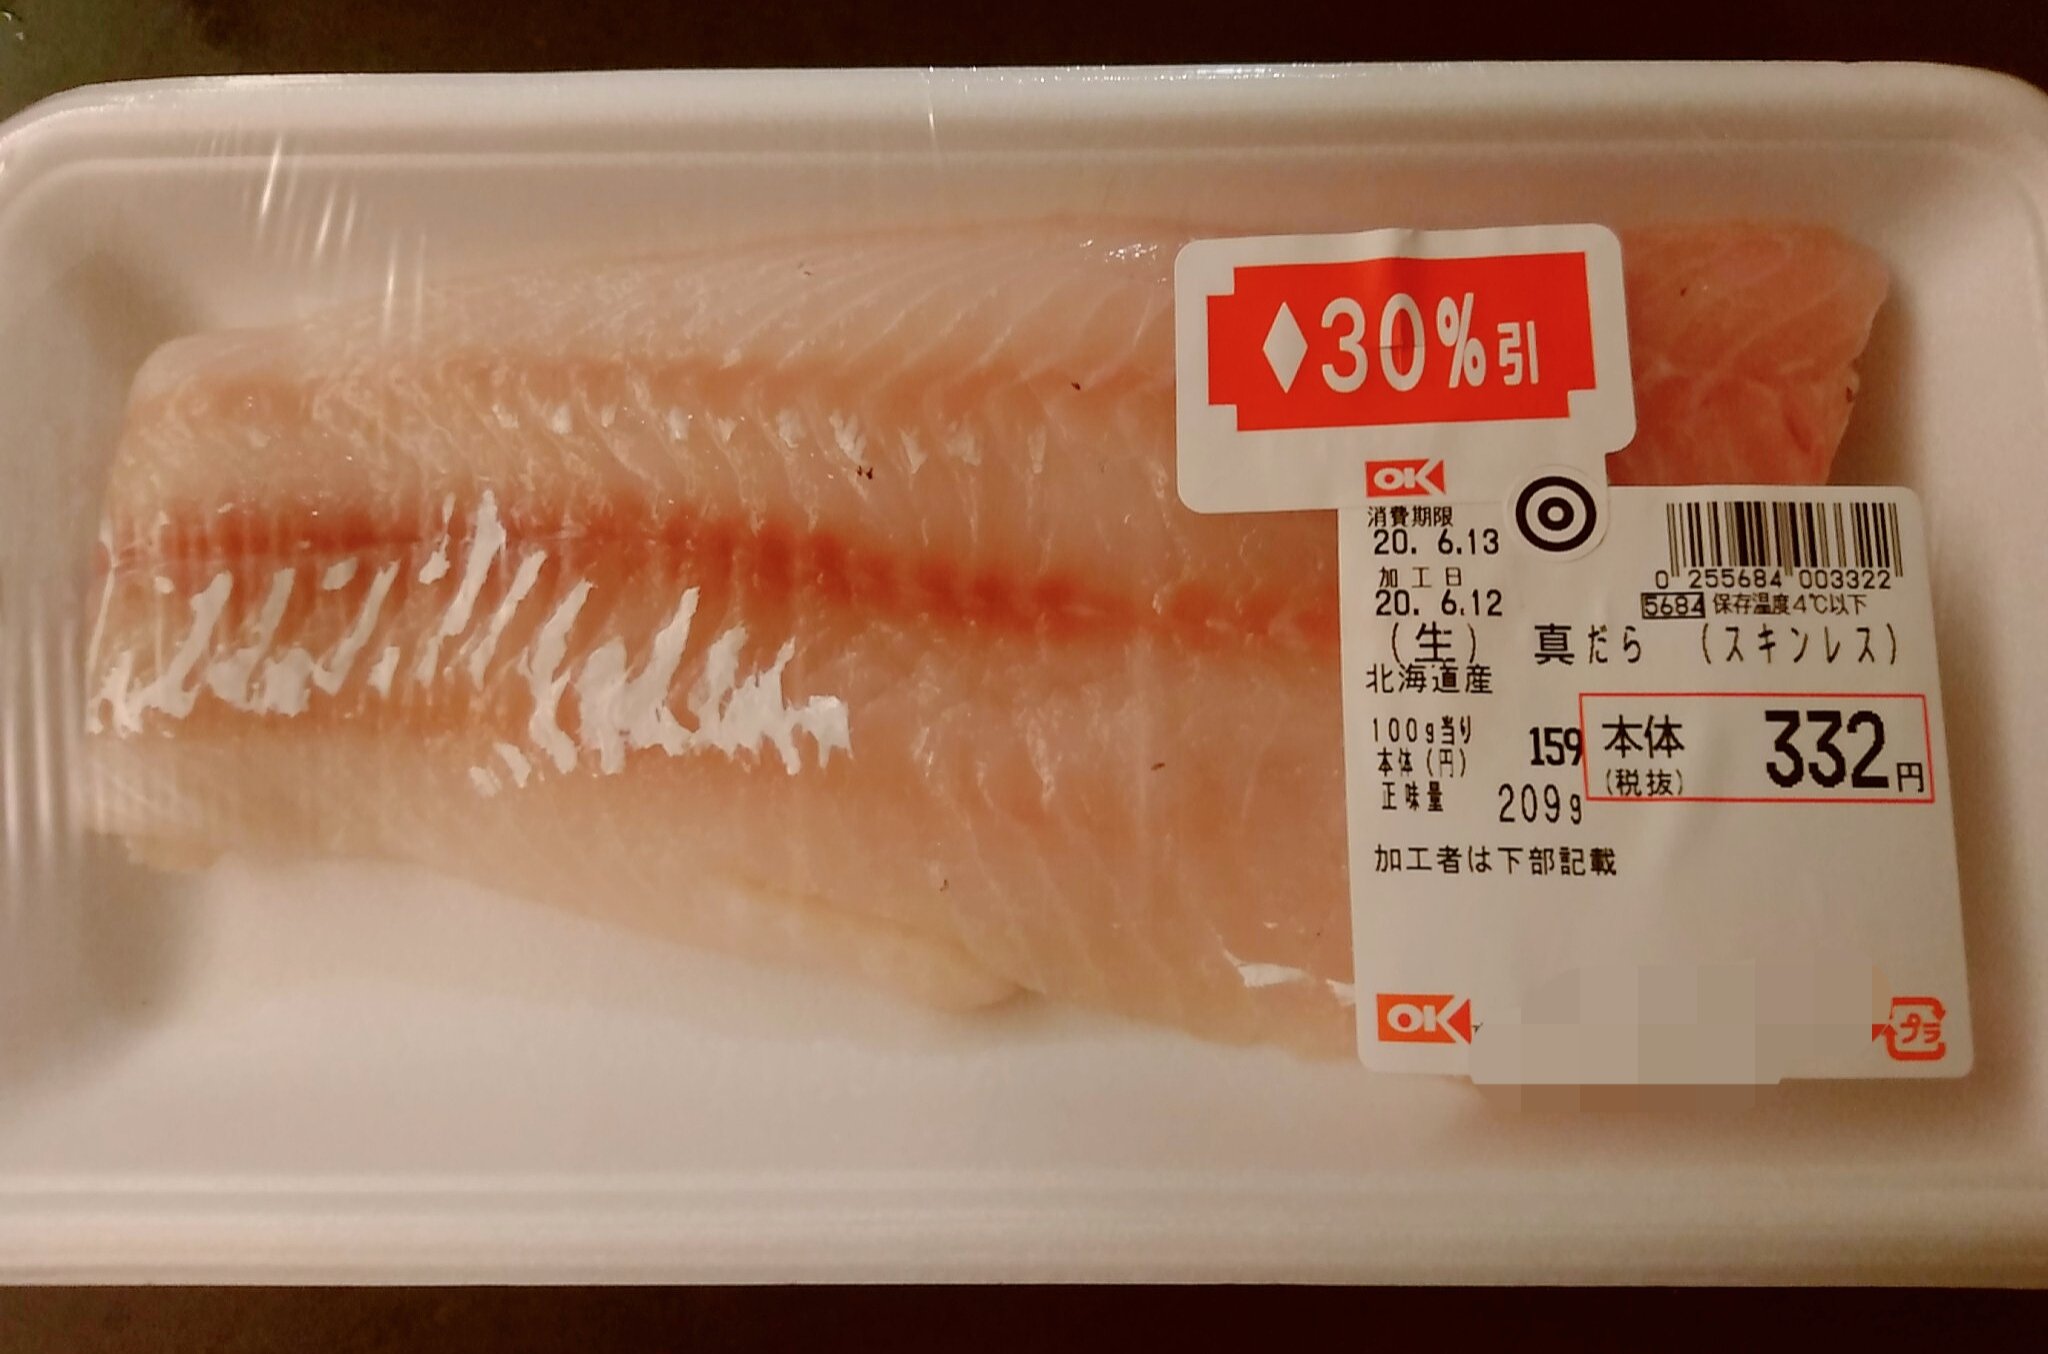 ♦30%引
OK
消費期限
20. 6.13
加工日
20. 6.12
0 255684 003322
5684 保存温度4℃以下
(生) 真だら (スキンレス)
北海道産
100g当り
本体(円) 159
正味量 209g
本体
(税抜) 332円
加工者は下部記載
OK
プラ